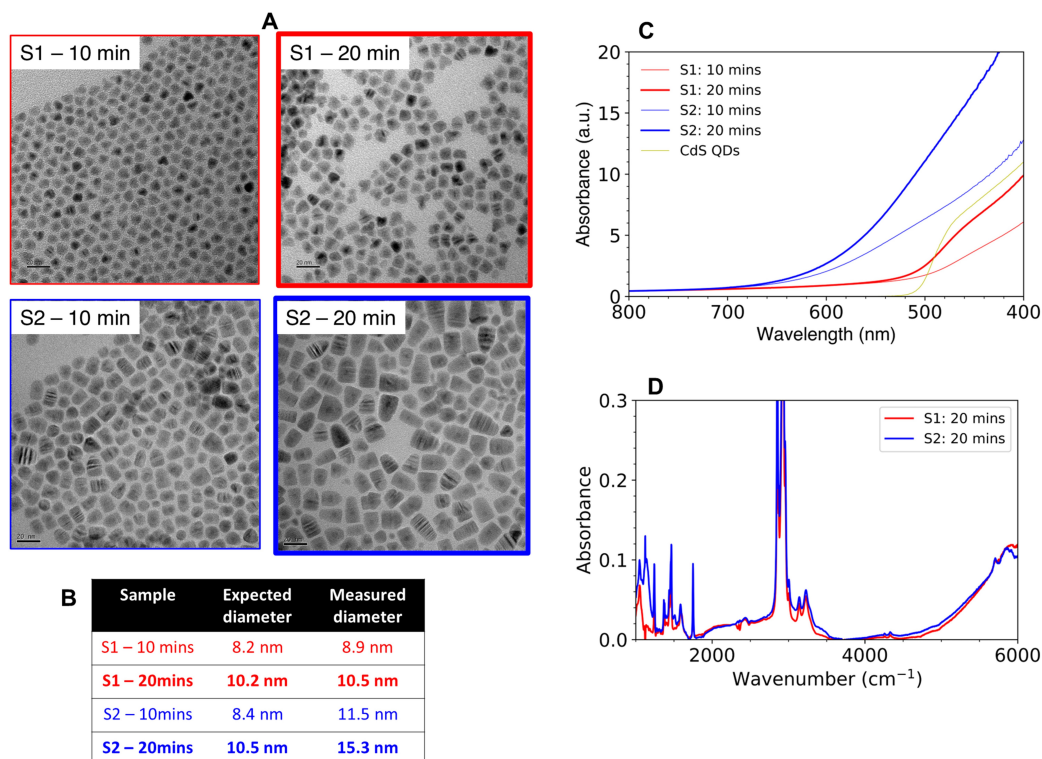 A
S1 – 10 min
20 nm
S1 – 20 min
20 nm
S2 – 10 min
20 nm
S2 – 20 min
B
Sample Expected diameter Measured diameter
S1 – 10 mins 8.2 nm 8.9 nm
S1 – 20mins 10.2 nm 10.5 nm
S2 – 10mins 8.4 nm 11.5 nm
S2 – 20mins 10.5 nm 15.3 nm
C
Absorbance (a.u.)
20
15
10
5
0
S1: 10 mins
S1: 20 mins
S2: 10 mins
S2: 20 mins
CdS QDs
800 700 600 500 400
Wavelength (nm)
D
Absorbance
0.3
0.2
0.1
0.0
S1: 20 mins
S2: 20 mins
2000 4000 6000
Wavenumber (cm⁻¹)